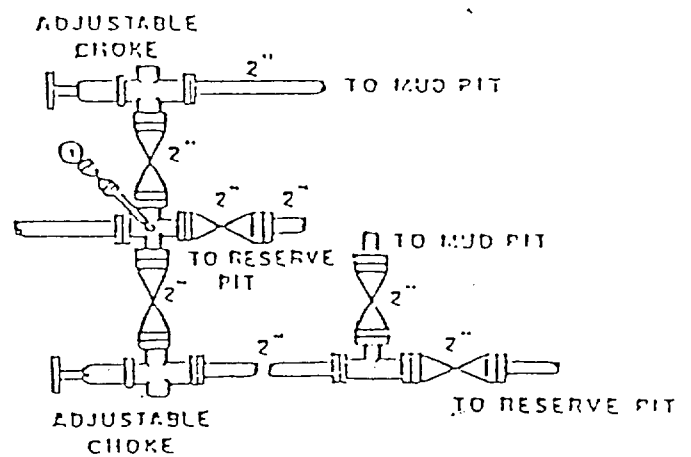 ADJUSTABLE
CHOKE
2"
TO MUD PIT
2"
2"
2"
TO RESERVE
PIT
TO MUD PIT
2"
2"
2"
2"
TO RESERVE PIT
ADJUSTABLE
CHOKE